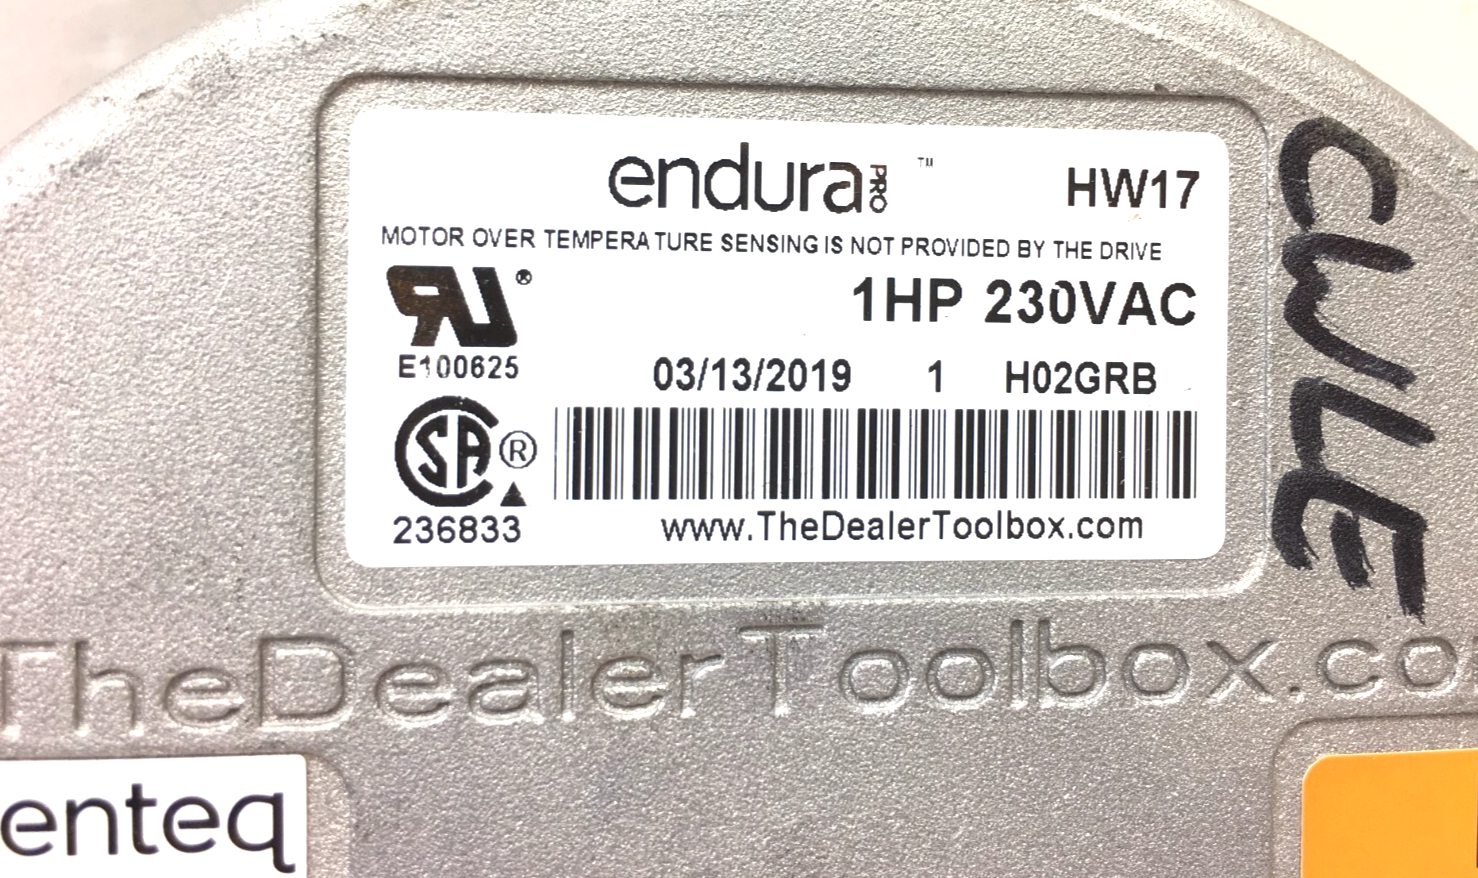 endura PRO ™ HW17
MOTOR OVER TEMPERATURE SENSING IS NOT PROVIDED BY THE DRIVE
1HP 230VAC
E100625
03/13/2019 1 H02GRB
236833
www.TheDealerToolbox.com
CWLE
TheDealerToolbox.co
enteq